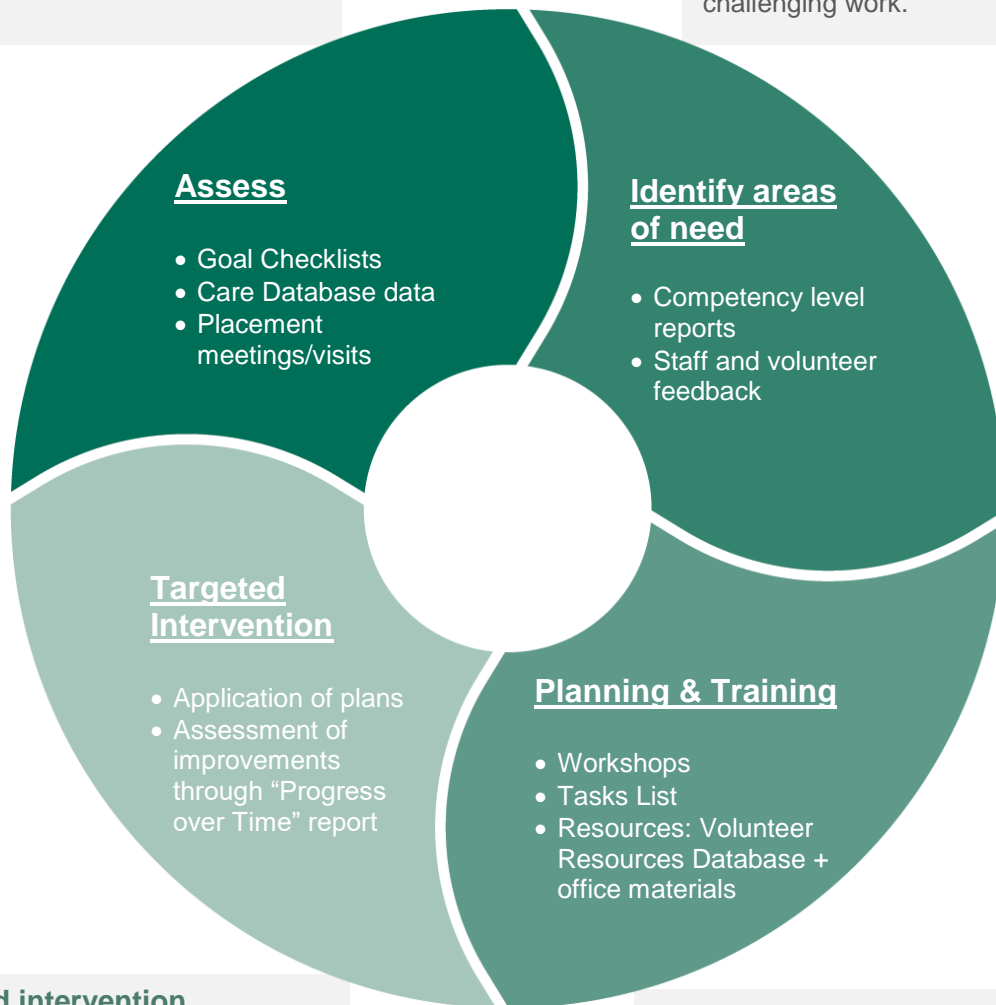 challenging work.
Assess
• Goal Checklists
• Care Database data
• Placement
meetings/visits
Identify areas
of need
• Competency level
reports
• Staff and volunteer
feedback
Targeted
Intervention
• Application of plans
• Assessment of
improvements
through “Progress
over Time” report
Planning & Training
• Workshops
• Tasks List
• Resources: Volunteer
Resources Database +
office materials
d intervention